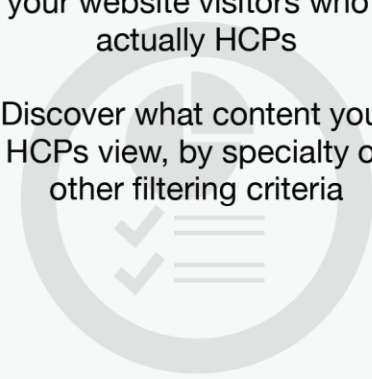 your website visitors who
actually HCPs
Discover what content you
HCPs view, by specialty o
other filtering criteria